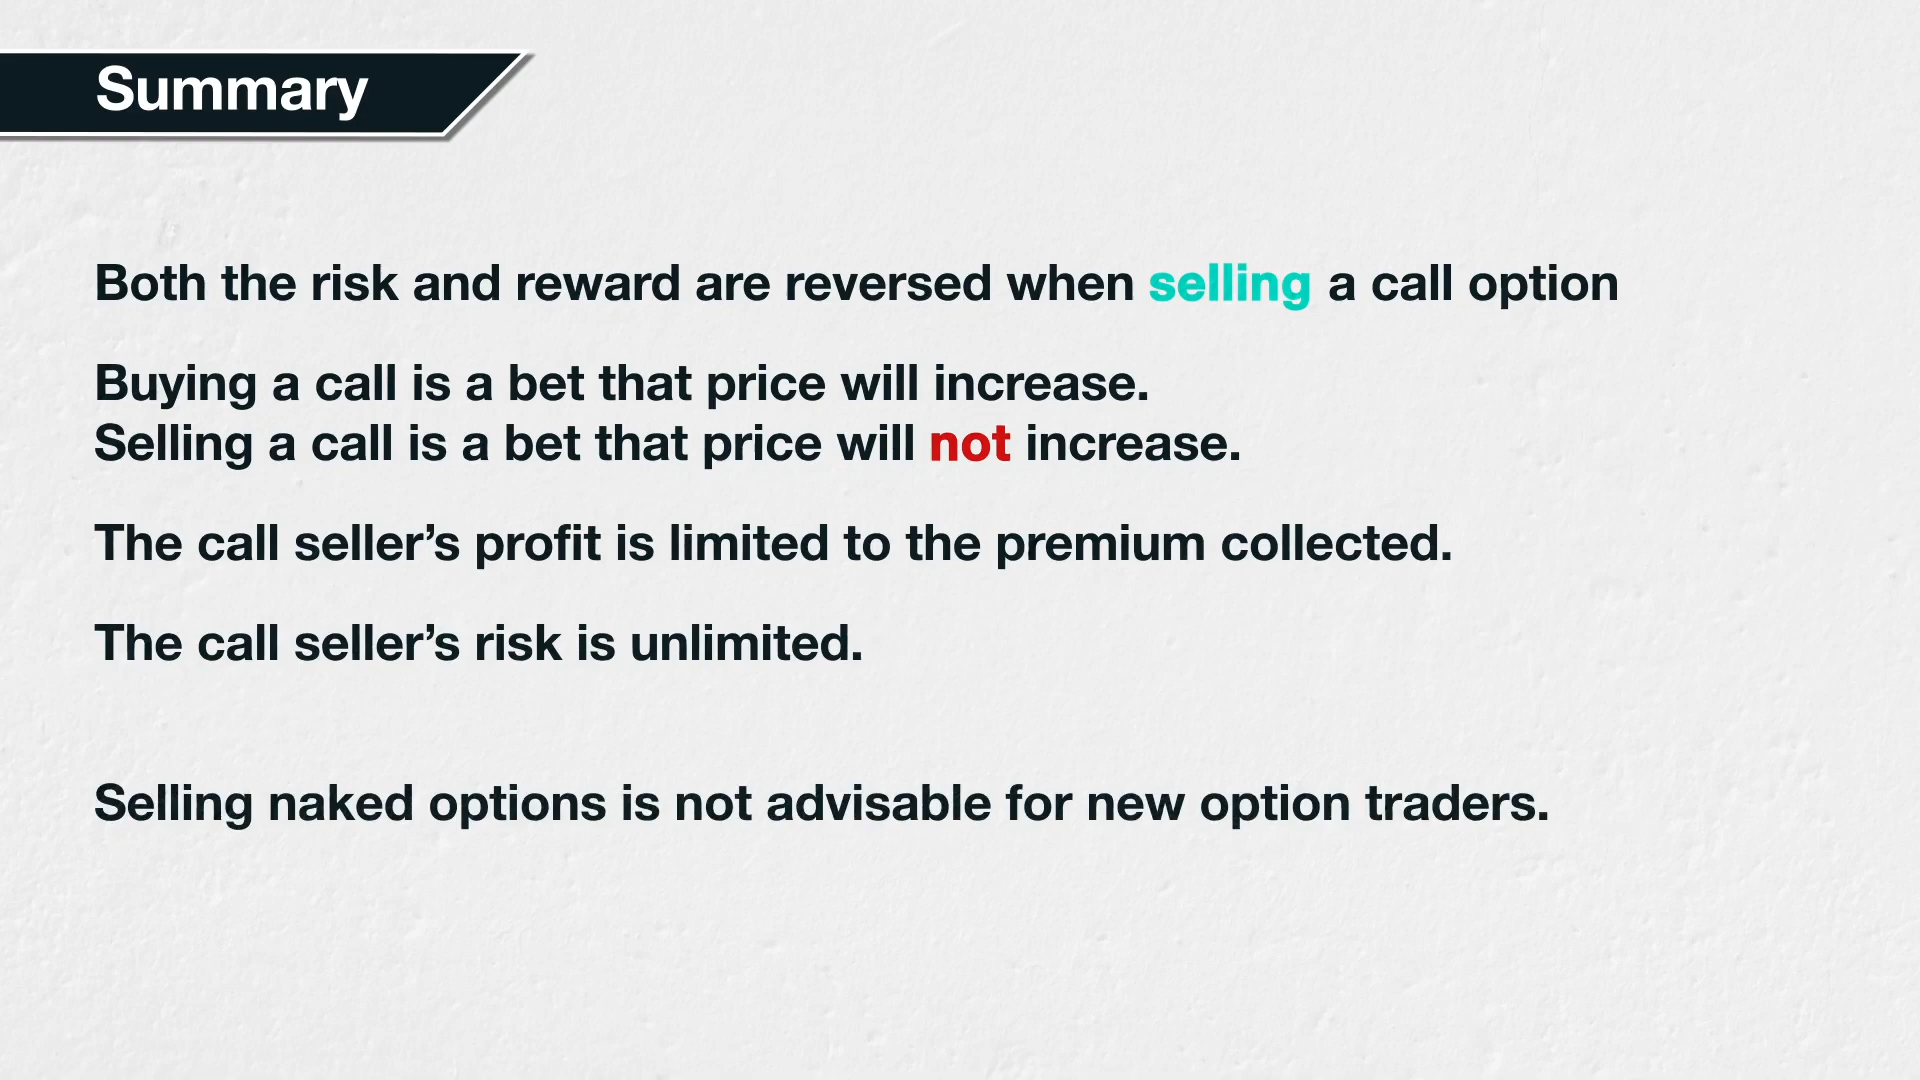 Summary
Both the risk and reward are reversed when selling a call option
Buying a call is a bet that price will increase.
Selling a call is a bet that price will not increase.
The call seller’s profit is limited to the premium collected.
The call seller’s risk is unlimited.
Selling naked options is not advisable for new option traders.